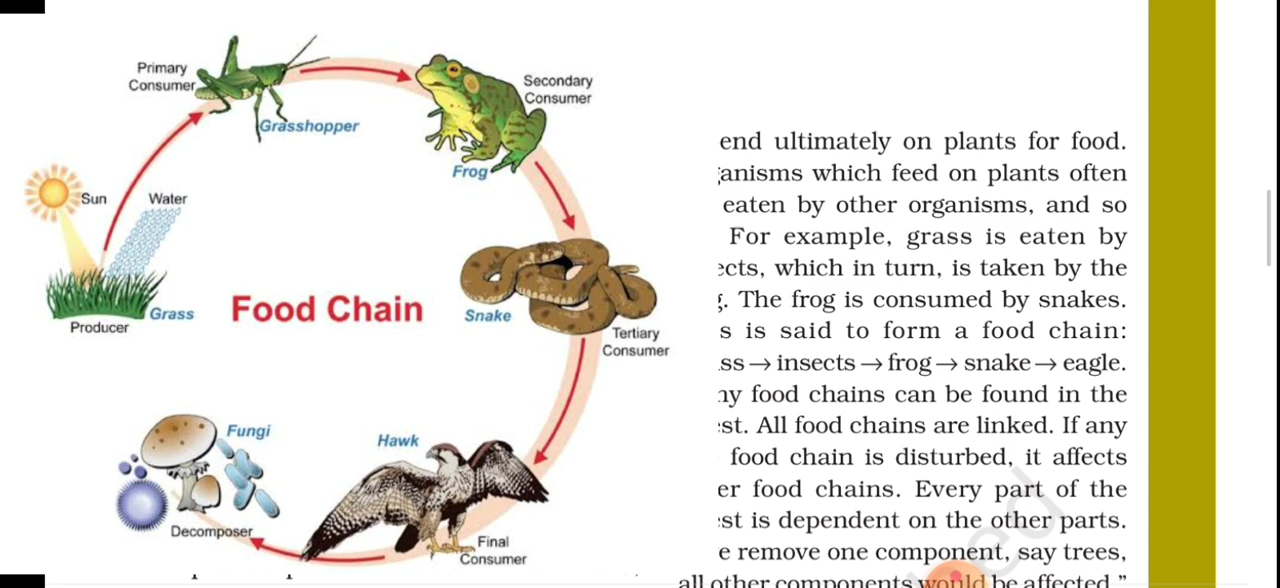 Primary
Consumer
Grasshopper
Secondary
Consumer
Frog
Sun
Water
Grass
Producer
Food Chain
Snake
Tertiary
Consumer
Fungi
Hawk
Decomposer
Final
Consumer
end ultimately on plants for food.
anisms which feed on plants often
eaten by other organisms, and so
For example, grass is eaten by
ects, which in turn, is taken by the
. The frog is consumed by snakes.
s is said to form a food chain:
ss → insects → frog → snake → eagle.
ny food chains can be found in the
st. All food chains are linked. If any
food chain is disturbed, it affects
er food chains. Every part of the
st is dependent on the other parts.
e remove one component, say trees,
all other components would be affected.”